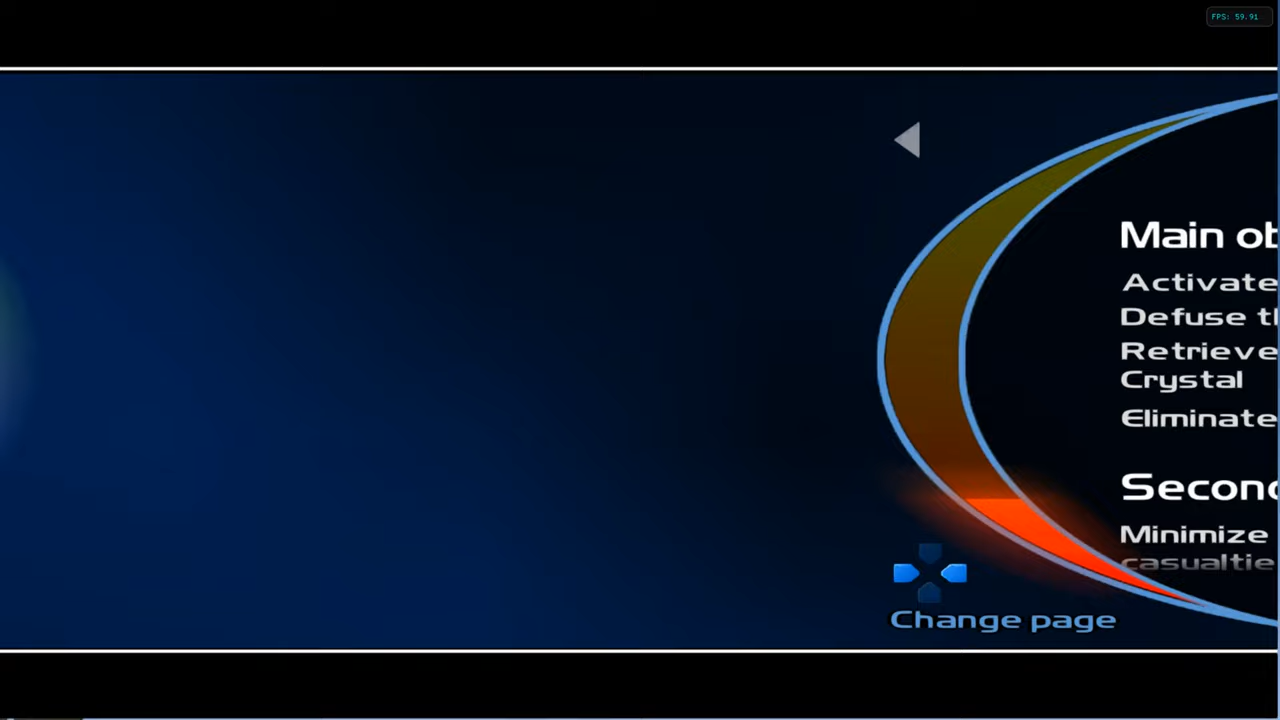 FPS: 59.91
Main ob
Activate
Defuse th
Retrieve
Crystal
Eliminate
Second
Minimize
casualtie
Change page